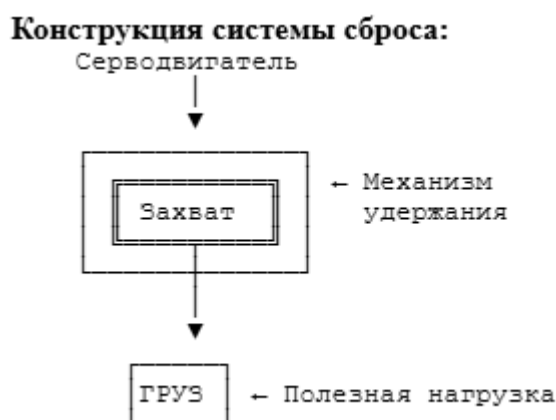 Конструкция системы сброса:
Серводвигатель
Захват
← Механизм
удержания
ГРУЗ
← Полезная нагрузка